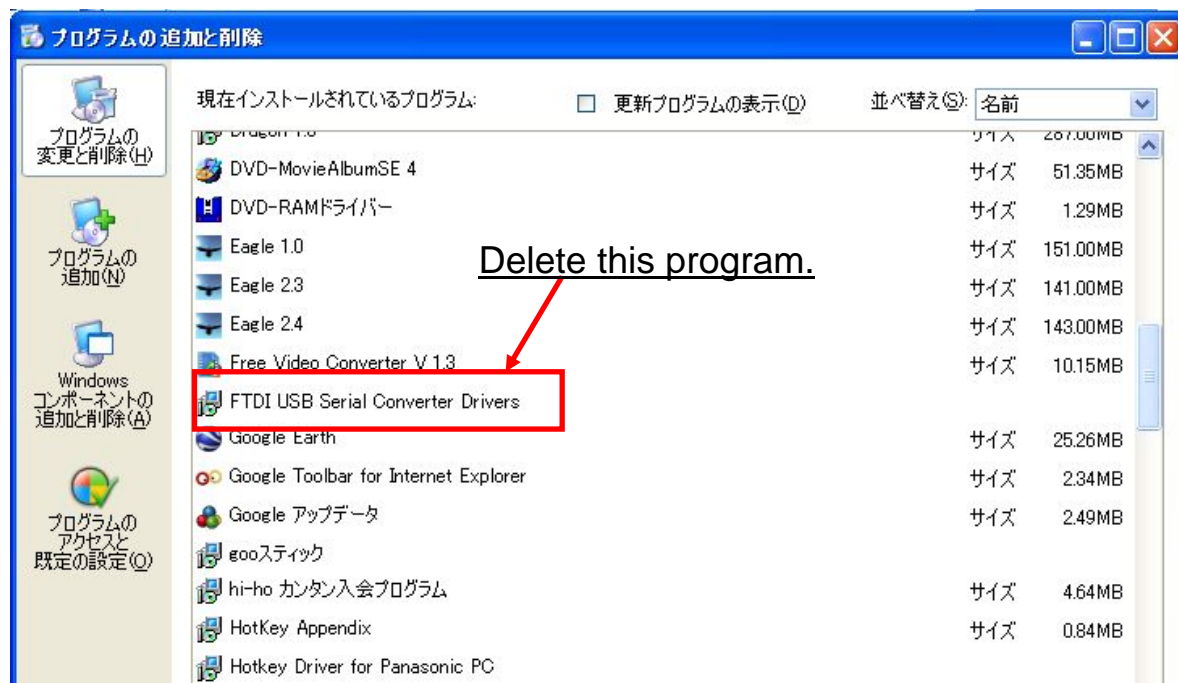 プログラムの追加と削除
現在インストールされているプログラム:
更新プログラムの表示(D)
並べ替え(S):
名前
プログラムの
変更と削除(H)
プログラムの
追加(N)
Windows
コンポーネントの
追加と削除(A)
プログラムの
アクセスと
既定の設定(O)
Dragon 1.0 サイズ 287.00MB
DVD-MovieAlbumSE 4 サイズ 51.35MB
DVD-RAMドライバー サイズ 1.29MB
Eagle 1.0 サイズ 151.00MB
Delete this program.
Eagle 2.3 サイズ 141.00MB
Eagle 2.4 サイズ 143.00MB
Free Video Converter V 1.3 サイズ 10.15MB
FTDI USB Serial Converter Drivers
Google Earth サイズ 25.26MB
Google Toolbar for Internet Explorer サイズ 2.34MB
Google アップデータ サイズ 2.49MB
gooスティック
hi-ho カンタン入会プログラム サイズ 4.64MB
HotKey Appendix サイズ 0.84MB
Hotkey Driver for Panasonic PC